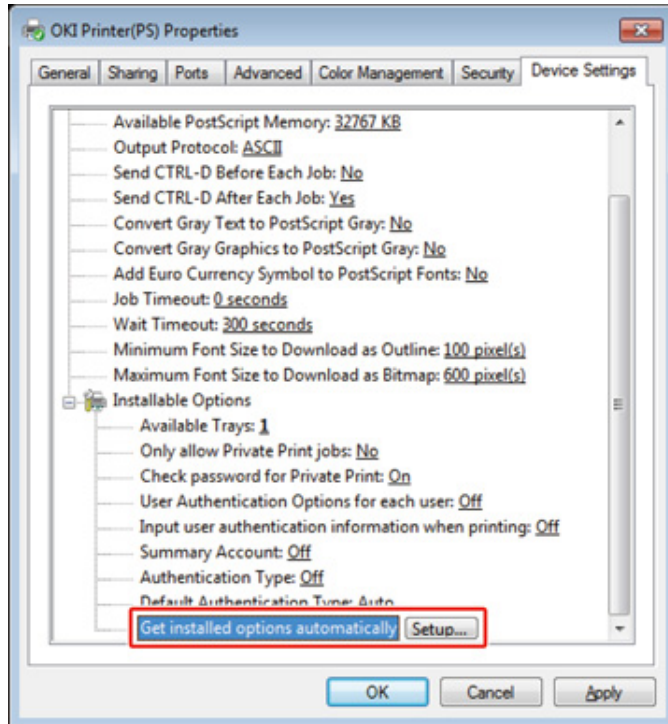 OKI Printer(PS) Properties
General Sharing Ports Advanced Color Management Security Device Settings
Available PostScript Memory: 32767 KB
Output Protocol: ASCII
Send CTRL-D Before Each Job: No
Send CTRL-D After Each Job: Yes
Convert Gray Text to PostScript Gray: No
Convert Gray Graphics to PostScript Gray: No
Add Euro Currency Symbol to PostScript Fonts: No
Job Timeout: 0 seconds
Wait Timeout: 300 seconds
Minimum Font Size to Download as Outline: 100 pixel(s)
Maximum Font Size to Download as Bitmap: 600 pixel(s)
Installable Options
Available Trays: 1
Only allow Private Print jobs: No
Check password for Private Print: On
User Authentication Options for each user: Off
Input user authentication information when printing: Off
Summary Account: Off
Authentication Type: Off
Default Authentication Type: Auto
Get installed options automatically Setup...
OK Cancel Apply